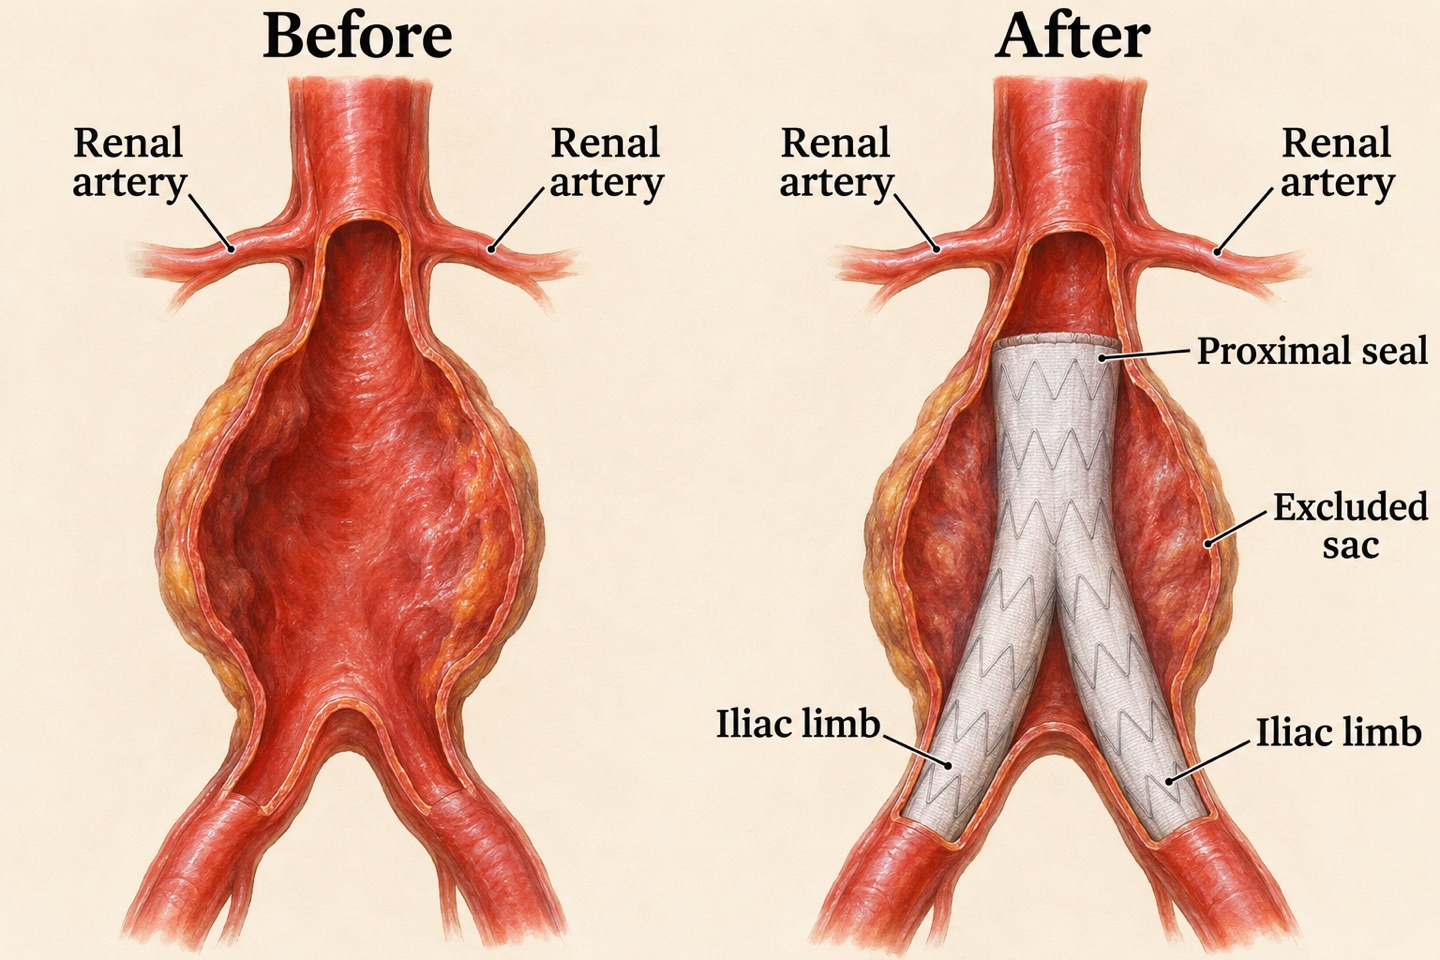 Before
Renal
artery
Renal
artery
After
Renal
artery
Renal
artery
Proximal seal
Excluded
sac
Iliac limb
Iliac limb